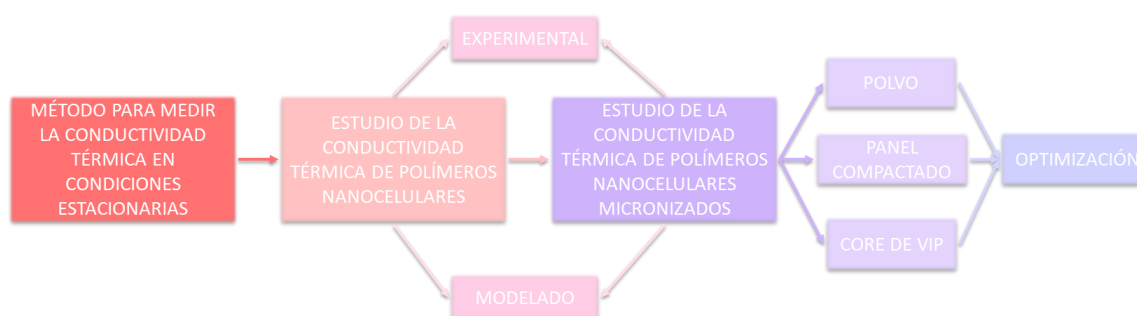 EXPERIMENTAL
MÉTODO PARA MEDIR
LA CONDUCTIVIDAD
TÉRMICA EN
CONDICIONES
ESTACIONARIAS
ESTUDIO DE LA
CONDUCTIVIDAD
TÉRMICA DE POLÍMEROS
NANOCELULARES
ESTUDIO DE LA
CONDUCTIVIDAD
TÉRMICA DE POLÍMEROS
NANOCELULARES
MICRONIZADOS
POLVO
PANEL
COMPACTADO
CORE DE VIP
OPTIMIZACIÓN
MODELADO